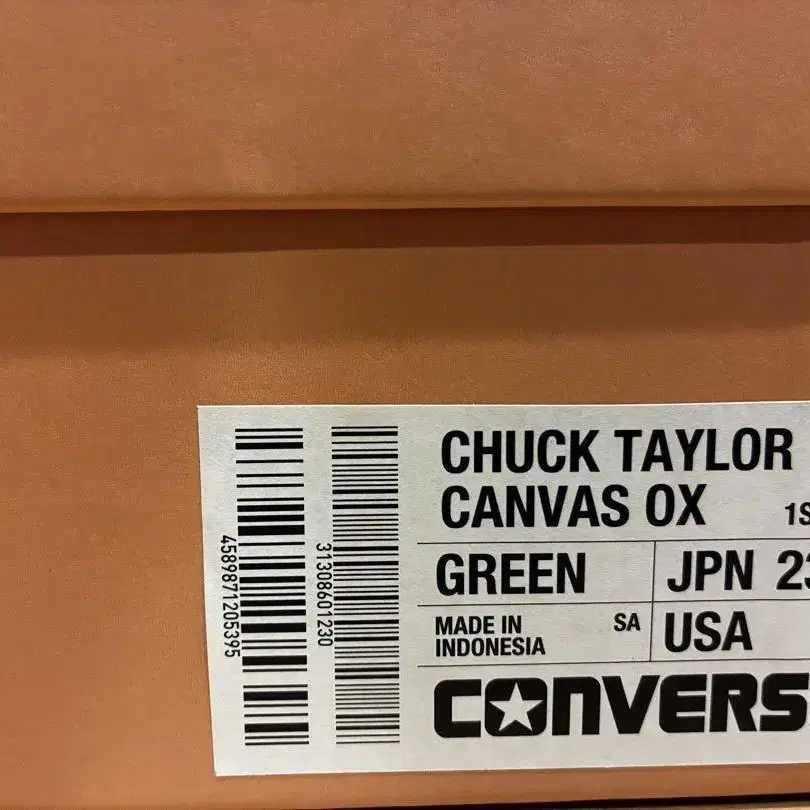 CHUCK TAYLOR
CANVAS OX
1S
GREEN
JPN 23
MADE IN
INDONESIA
SA
USA
CONVERS
4589871205395
31308601230